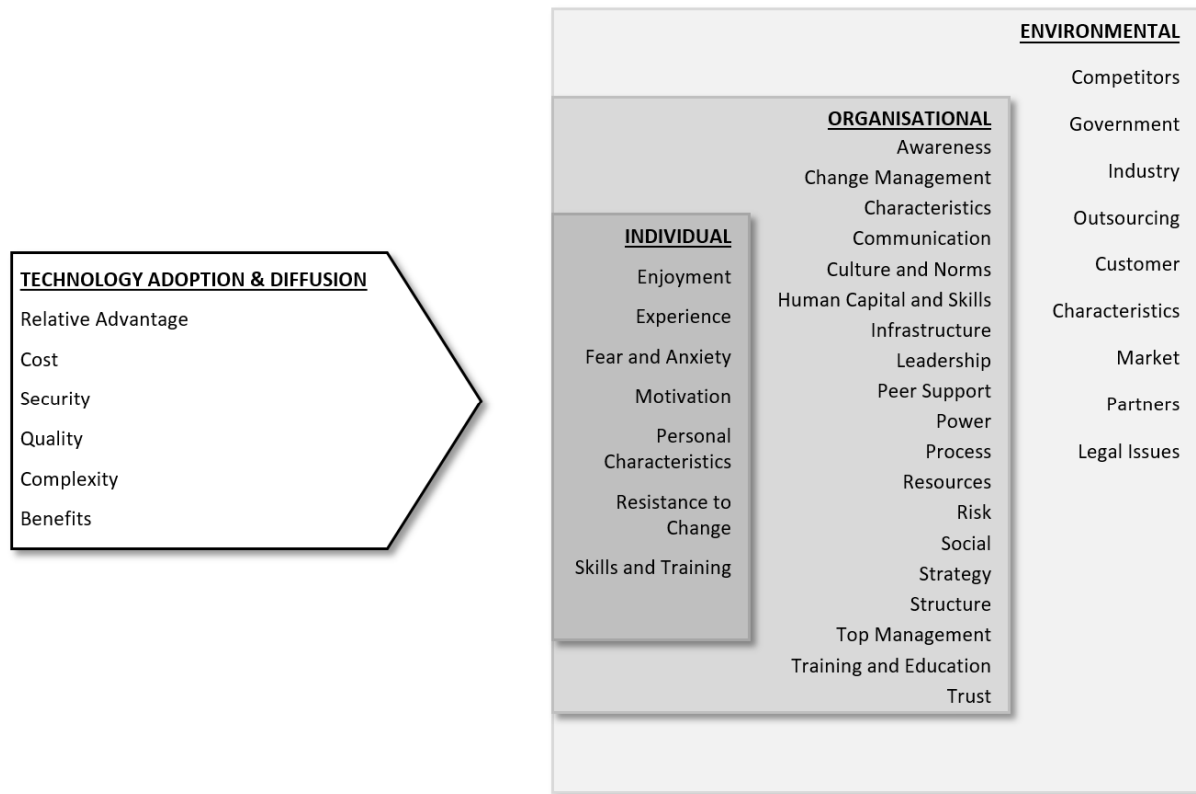 TECHNOLOGY ADOPTION & DIFFUSION
Relative Advantage
Cost
Security
Quality
Complexity
Benefits
INDIVIDUAL
Enjoyment
Experience
Fear and Anxiety
Motivation
Personal
Characteristics
Resistance to
Change
Skills and Training
ORGANISATIONAL
Awareness
Change Management
Characteristics
Communication
Culture and Norms
Human Capital and Skills
Infrastructure
Leadership
Peer Support
Power
Process
Resources
Risk
Social
Strategy
Structure
Top Management
Training and Education
Trust
ENVIRONMENTAL
Competitors
Government
Industry
Outsourcing
Customer
Characteristics
Market
Partners
Legal Issues